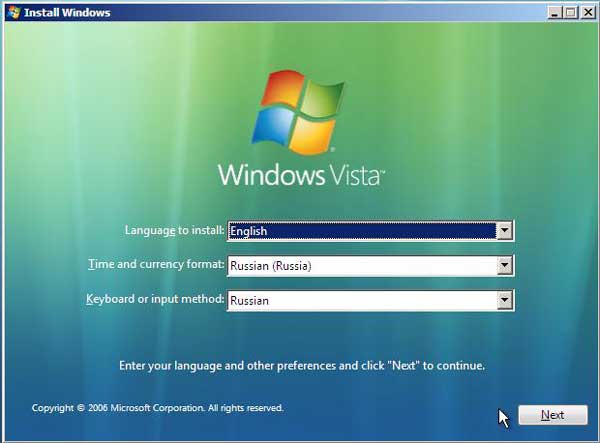 Install Windows
Windows Vista™
Language to install: English
Time and currency format: Russian (Russia)
Keyboard or input method: Russian
Enter your language and other preferences and click "Next" to continue.
Copyright © 2006 Microsoft Corporation. All rights reserved.
Next